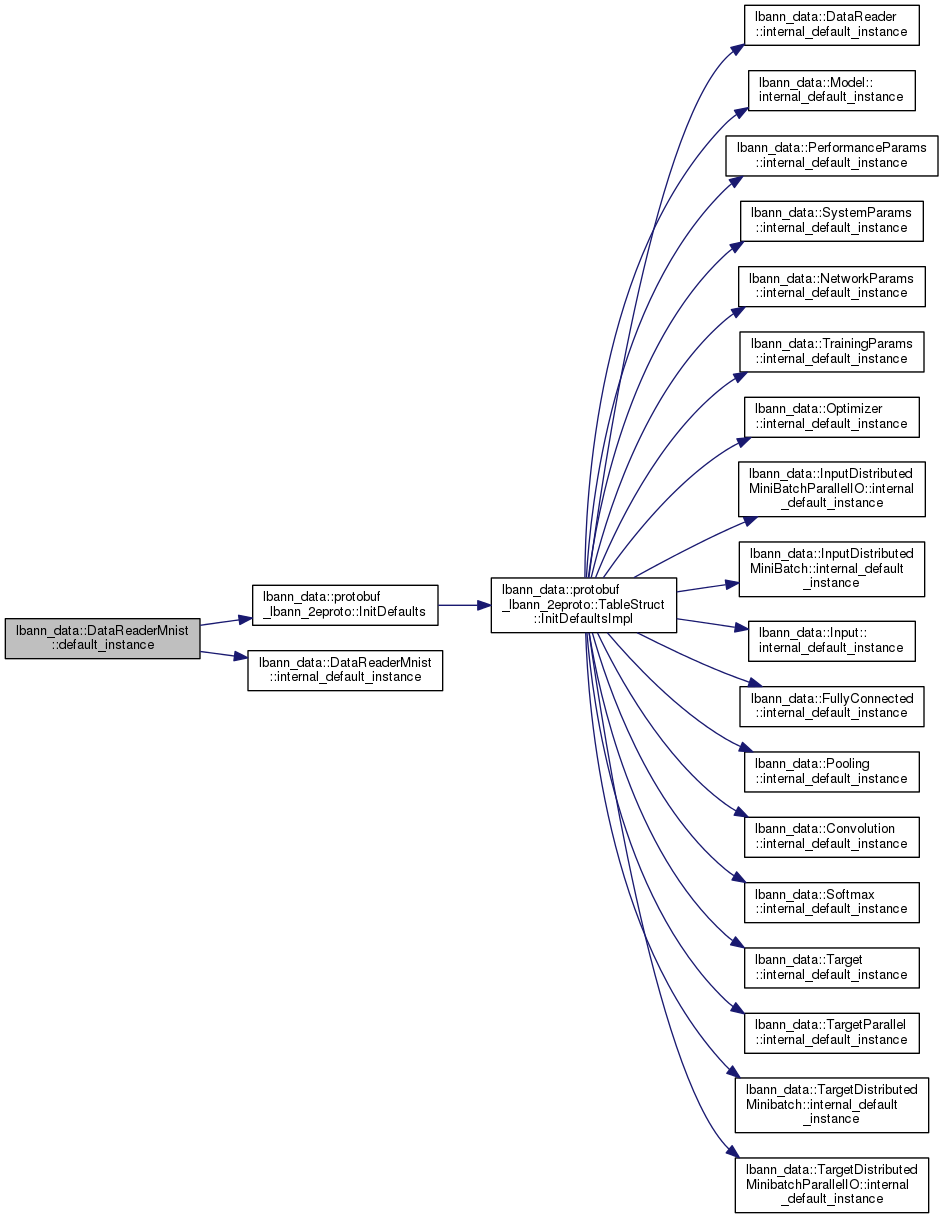 lbann_data::DataReaderMnist
::default_instance
lbann_data::protobuf
_lbann_2eproto::InitDefaults
lbann_data::DataReaderMnist
::internal_default_instance
lbann_data::protobuf
_lbann_2eproto::TableStruct
::InitDefaultsImpl
lbann_data::DataReader
::internal_default_instance
lbann_data::Model::
internal_default_instance
lbann_data::PerformanceParams
::internal_default_instance
lbann_data::SystemParams
::internal_default_instance
lbann_data::NetworkParams
::internal_default_instance
lbann_data::TrainingParams
::internal_default_instance
lbann_data::Optimizer
::internal_default_instance
lbann_data::InputDistributed
MiniBatchParallelIO::internal
_default_instance
lbann_data::InputDistributed
MiniBatch::internal_default
_instance
lbann_data::Input::
internal_default_instance
lbann_data::FullyConnected
::internal_default_instance
lbann_data::Pooling
::internal_default_instance
lbann_data::Convolution
::internal_default_instance
lbann_data::Softmax
::internal_default_instance
lbann_data::Target
::internal_default_instance
lbann_data::TargetParallel
::internal_default_instance
lbann_data::TargetDistributed
Minibatch::internal_default
_instance
lbann_data::TargetDistributed
MinibatchParallelIO::internal
_default_instance